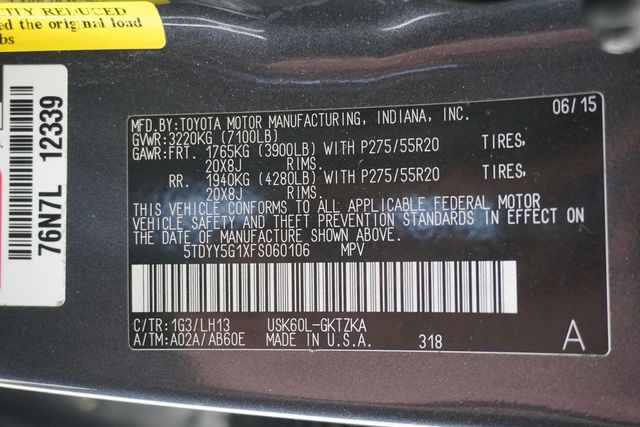 CITY REDUCED
ed the original load
bs
76N7L 12339
MFD.BY:TOYOTA MOTOR MANUFACTURING, INDIANA, INC. 06/15
GVWR:3220KG (7100LB)
GAWR:FRT. 1765KG (3900LB) WITH P275/55R20 TIRES,
20X8J RIMS.
RR. 1940KG (4280LB) WITH P275/55R20 TIRES,
20X8J RIMS.
THIS VEHICLE CONFORMS TO ALL APPLICABLE FEDERAL MOTOR
VEHICLE SAFETY AND THEFT PREVENTION STANDARDS IN EFFECT ON
THE DATE OF MANUFACTURE SHOWN ABOVE.
5TDYY5G1XFS060106 MPV
C/TR:1G3/LH13 USK60L-GKTZKA
A/TM:A02A/AB60E MADE IN U.S.A. 318 A